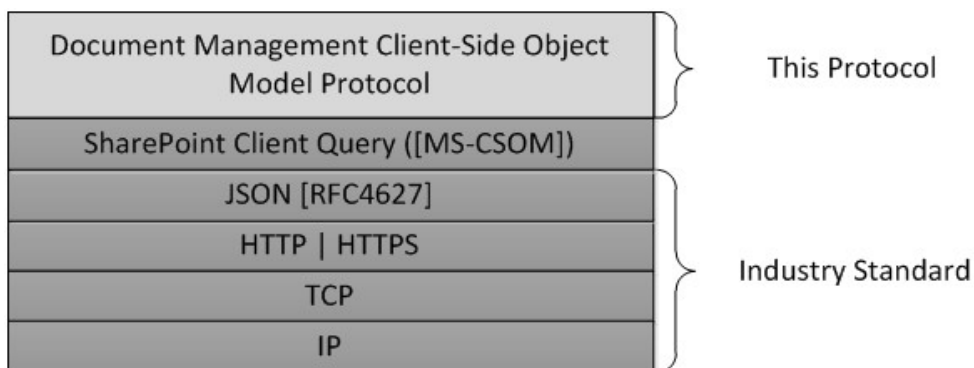 Document Management Client-Side Object
Model Protocol
This Protocol
SharePoint Client Query ([MS-CSOM])
JSON [RFC4627]
HTTP | HTTPS
Industry Standard
TCP
IP